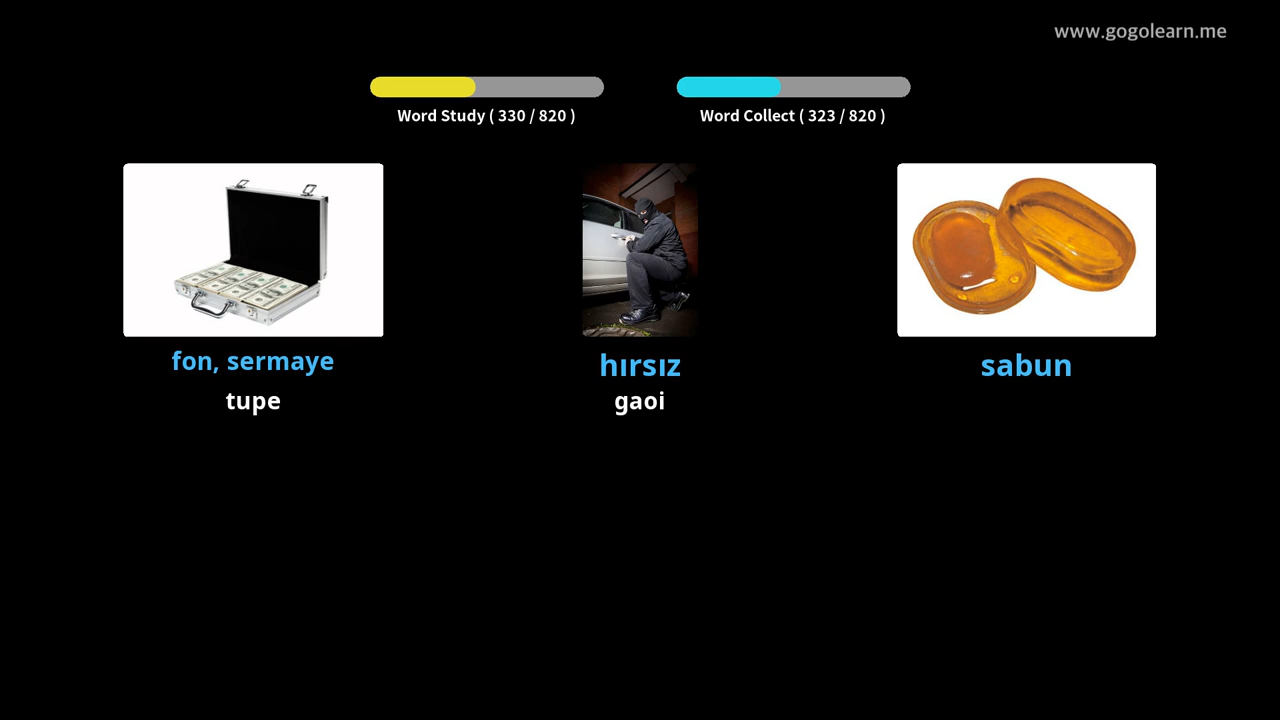 www.gogolearn.me
Word Study ( 330 / 820 )
Word Collect ( 323 / 820 )
fon, sermaye
tupe
hırsız
gaoi
sabun